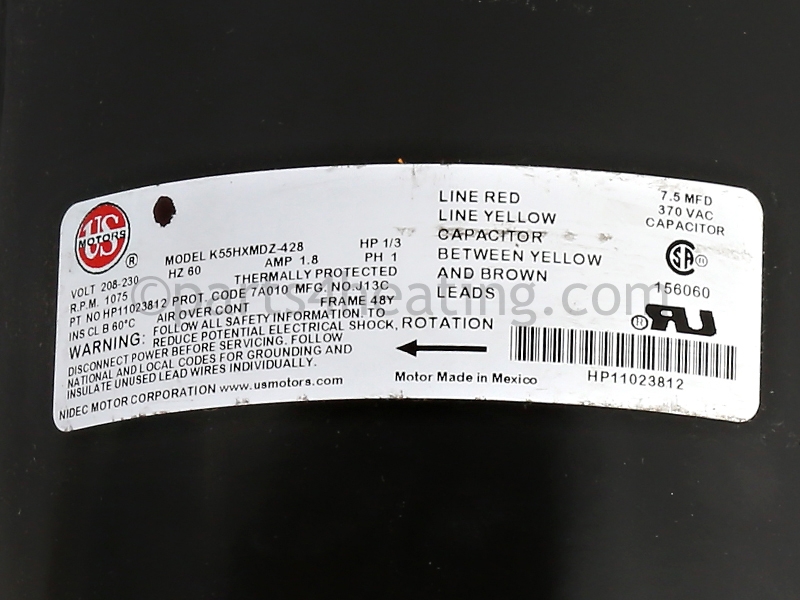 US
MOTORS
®
MODEL K55HXMDZ-428 HP 1/3
VOLT 208-230 HZ 60 AMP 1.8 PH 1
R.P.M. 1075 THERMALLY PROTECTED
PT NO HP11023812 PROT. CODE 7A010 MFG. NO.J13C
INS CL B 60°C AIR OVER CONT FRAME 48Y
WARNING: FOLLOW ALL SAFETY INFORMATION. TO
REDUCE POTENTIAL ELECTRICAL SHOCK,
DISCONNECT POWER BEFORE SERVICING. FOLLOW
NATIONAL AND LOCAL CODES FOR GROUNDING AND
INSULATE UNUSED LEAD WIRES INDIVIDUALLY.
NIDEC MOTOR CORPORATION www.usmotors.com
LINE RED
LINE YELLOW
CAPACITOR
BETWEEN YELLOW
AND BROWN
LEADS
ROTATION
Motor Made in Mexico
7.5 MFD
370 VAC
CAPACITOR
SA ®
156060
® RU
HP11023812
©parts4heating.com